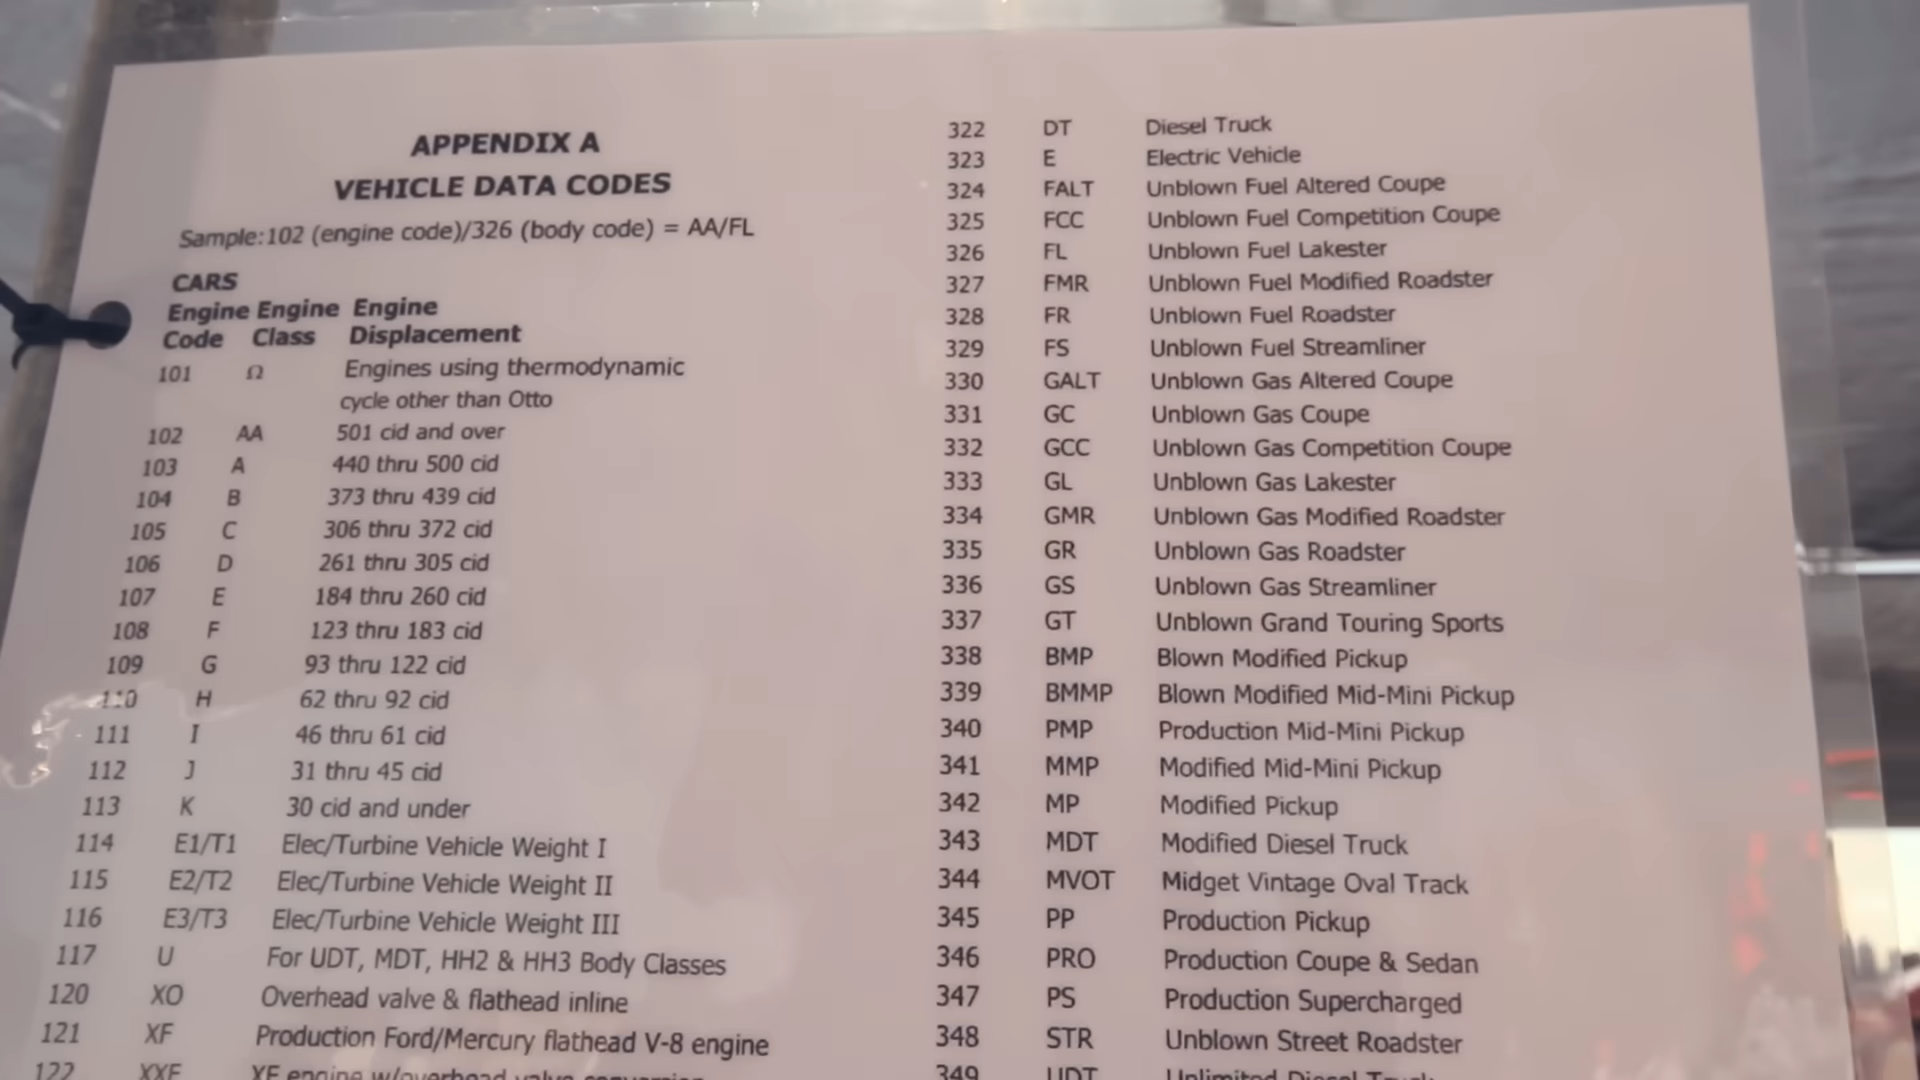 APPENDIX A
VEHICLE DATA CODES
Sample:102 (engine code)/326 (body code) = AA/FL
CARS
Engine Engine Engine
Code Class Displacement
101 Ω Engines using thermodynamic
cycle other than Otto
102 AA 501 cid and over
103 A 440 thru 500 cid
104 B 373 thru 439 cid
105 C 306 thru 372 cid
106 D 261 thru 305 cid
107 E 184 thru 260 cid
108 F 123 thru 183 cid
109 G 93 thru 122 cid
110 H 62 thru 92 cid
111 I 46 thru 61 cid
112 J 31 thru 45 cid
113 K 30 cid and under
114 E1/T1 Elec/Turbine Vehicle Weight I
115 E2/T2 Elec/Turbine Vehicle Weight II
116 E3/T3 Elec/Turbine Vehicle Weight III
117 U For UDT, MDT, HH2 & HH3 Body Classes
120 XO Overhead valve & flathead inline
121 XF Production Ford/Mercury flathead V-8 engine
122 XXF XF engine w/overhead valve conversion
322 DT Diesel Truck
323 E Electric Vehicle
324 FALT Unblown Fuel Altered Coupe
325 FCC Unblown Fuel Competition Coupe
326 FL Unblown Fuel Lakester
327 FMR Unblown Fuel Modified Roadster
328 FR Unblown Fuel Roadster
329 FS Unblown Fuel Streamliner
330 GALT Unblown Gas Altered Coupe
331 GC Unblown Gas Coupe
332 GCC Unblown Gas Competition Coupe
333 GL Unblown Gas Lakester
334 GMR Unblown Gas Modified Roadster
335 GR Unblown Gas Roadster
336 GS Unblown Gas Streamliner
337 GT Unblown Grand Touring Sports
338 BMP Blown Modified Pickup
339 BMMP Blown Modified Mid-Mini Pickup
340 PMP Production Mid-Mini Pickup
341 MMP Modified Mid-Mini Pickup
342 MP Modified Pickup
343 MDT Modified Diesel Truck
344 MVOT Midget Vintage Oval Track
345 PP Production Pickup
346 PRO Production Coupe & Sedan
347 PS Production Supercharged
348 STR Unblown Street Roadster
349 UDT Unlimited Diesel Truck